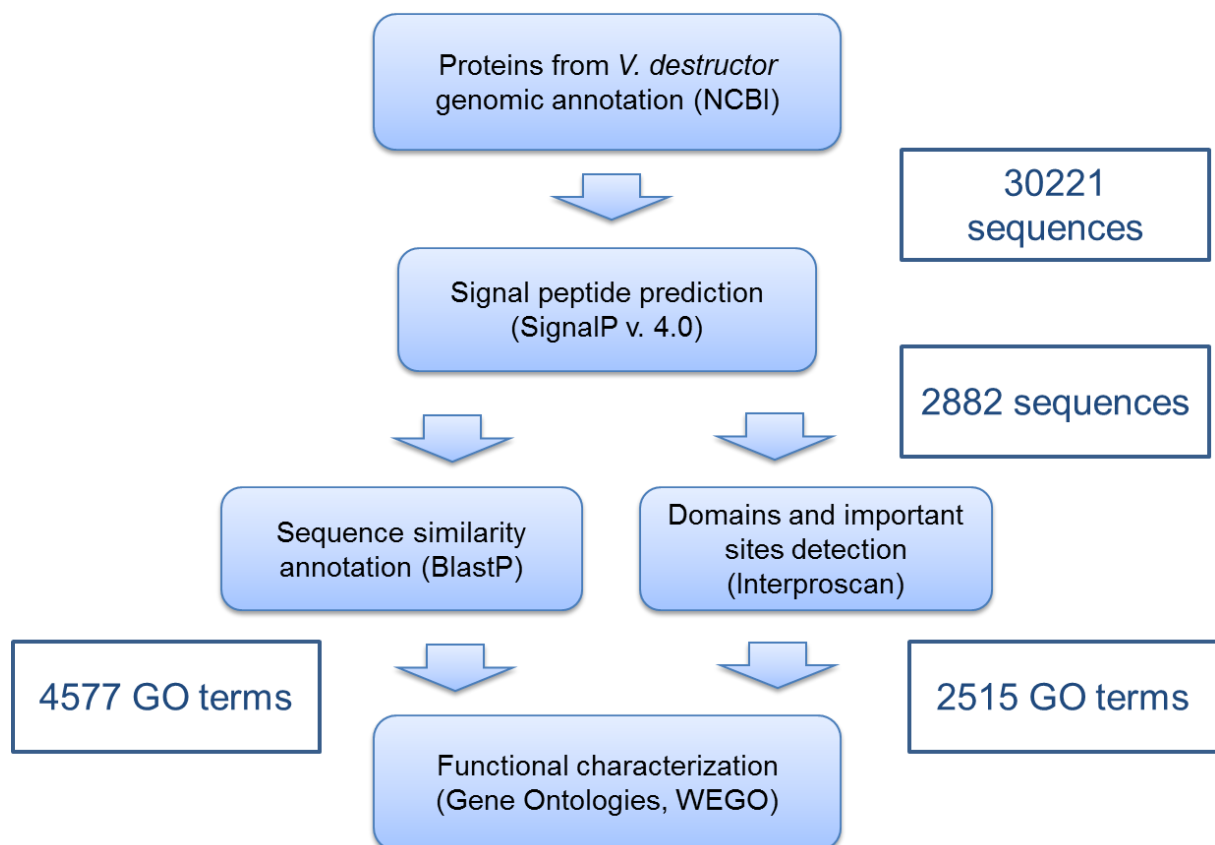 Proteins from V. destructor
genomic annotation (NCBI)
30221
sequences
Signal peptide prediction
(SignalP v. 4.0)
2882 sequences
Sequence similarity
annotation (BlastP)
Domains and important
sites detection
(Interproscan)
4577 GO terms
2515 GO terms
Functional characterization
(Gene Ontologies, WEGO)